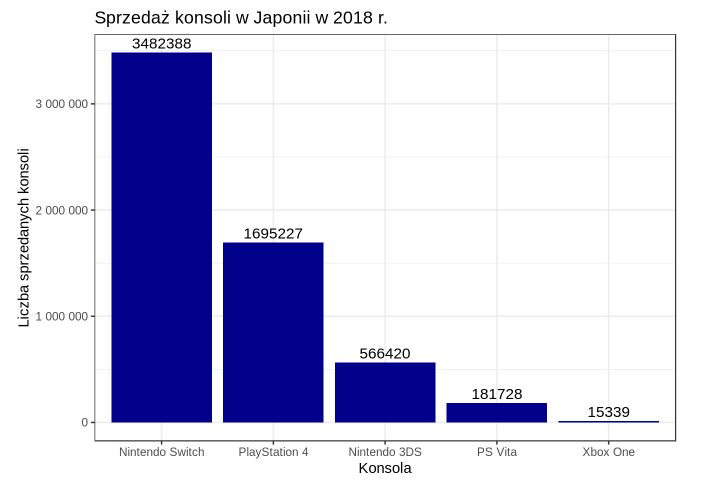 Sprzedaż konsoli w Japonii w 2018 r.
3482388
1695227
566420
181728
15339
3 000 000
2 000 000
1 000 000
0
Liczba sprzedanych konsoli
Nintendo Switch
PlayStation 4
Nintendo 3DS
PS Vita
Xbox One
Konsola